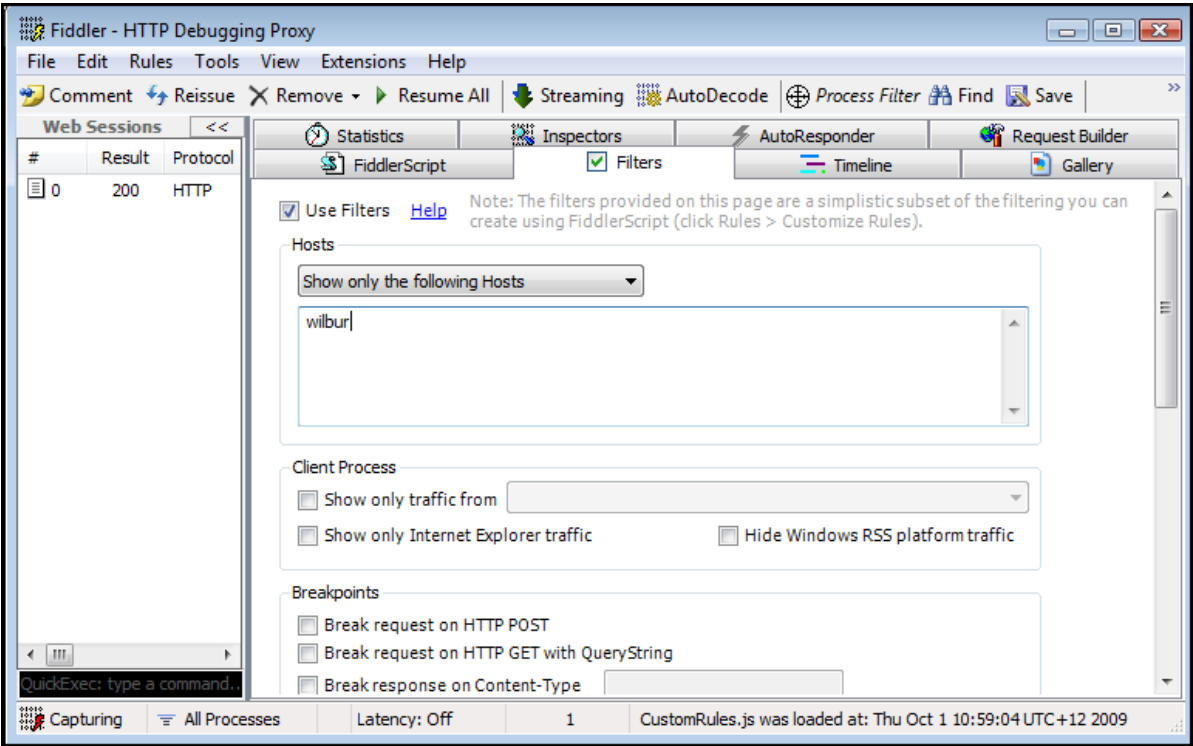 Fiddler - HTTP Debugging Proxy
File Edit Rules Tools View Extensions Help
Comment Reissue Remove Resume All Streaming AutoDecode Process Filter Find Save »
Web Sessions <<
# Result Protocol
0 200 HTTP
Statistics Inspectors AutoResponder Request Builder
FiddlerScript Filters Timeline Gallery
Use Filters Help
Note: The filters provided on this page are a simplistic subset of the filtering you can
create using FiddlerScript (click Rules > Customize Rules).
Hosts
Show only the following Hosts
wilbur
Client Process
Show only traffic from
Show only Internet Explorer traffic Hide Windows RSS platform traffic
Breakpoints
Break request on HTTP POST
Break request on HTTP GET with QueryString
Break response on Content-Type
QuickExec: type a command..
Capturing All Processes Latency: Off 1 CustomRules.js was loaded at: Thu Oct 1 10:59:04 UTC+12 2009